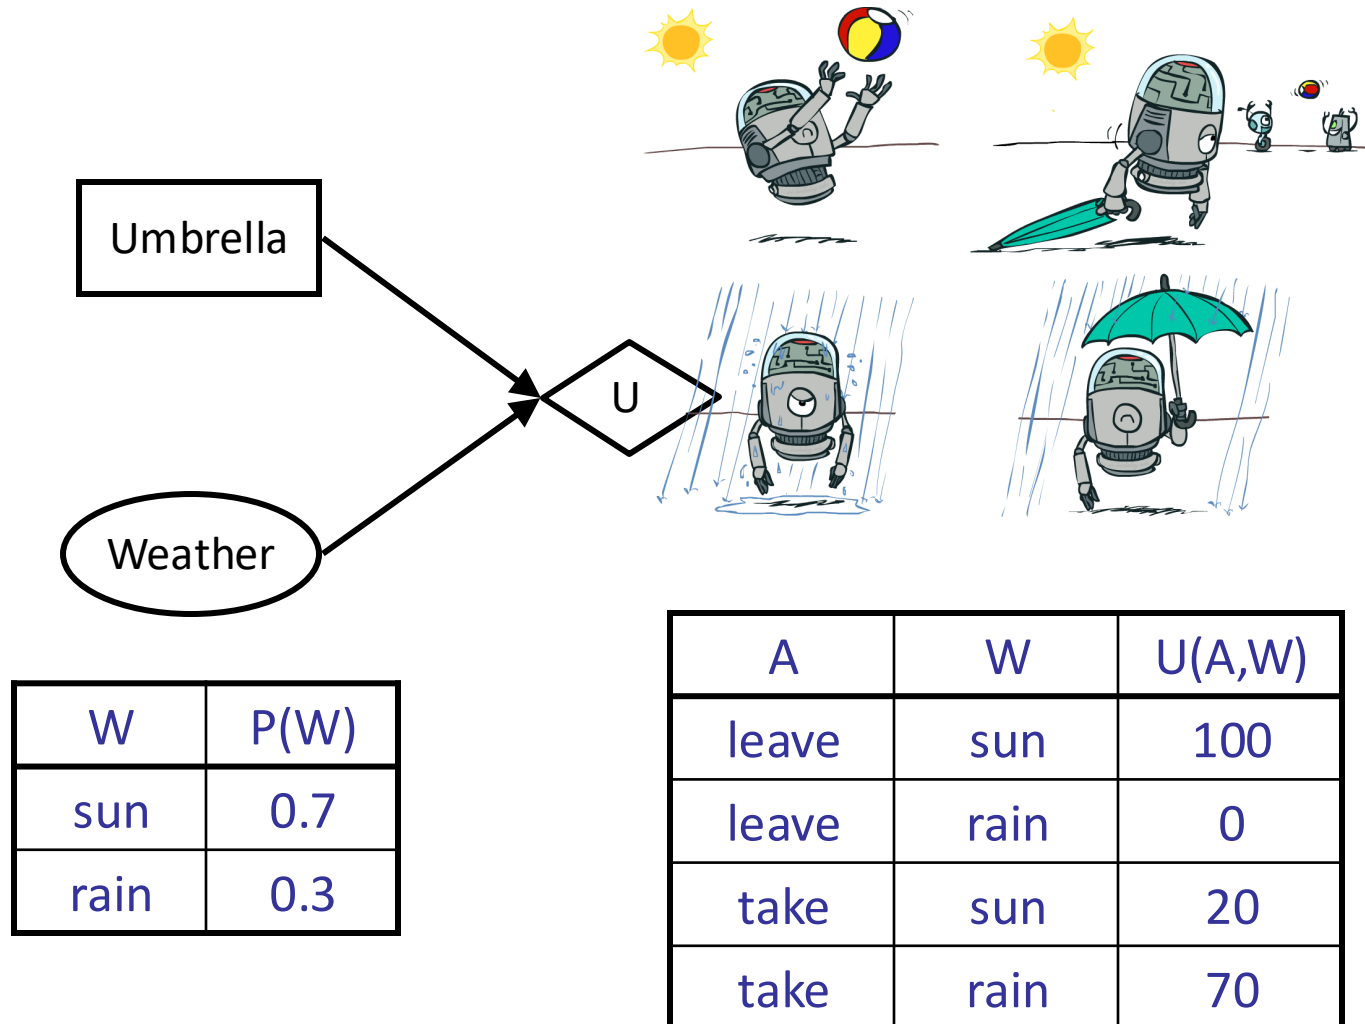 Umbrella
U
Weather
W P(W)
sun 0.7
rain 0.3
A W U(A,W)
leave sun 100
leave rain 0
take sun 20
take rain 70